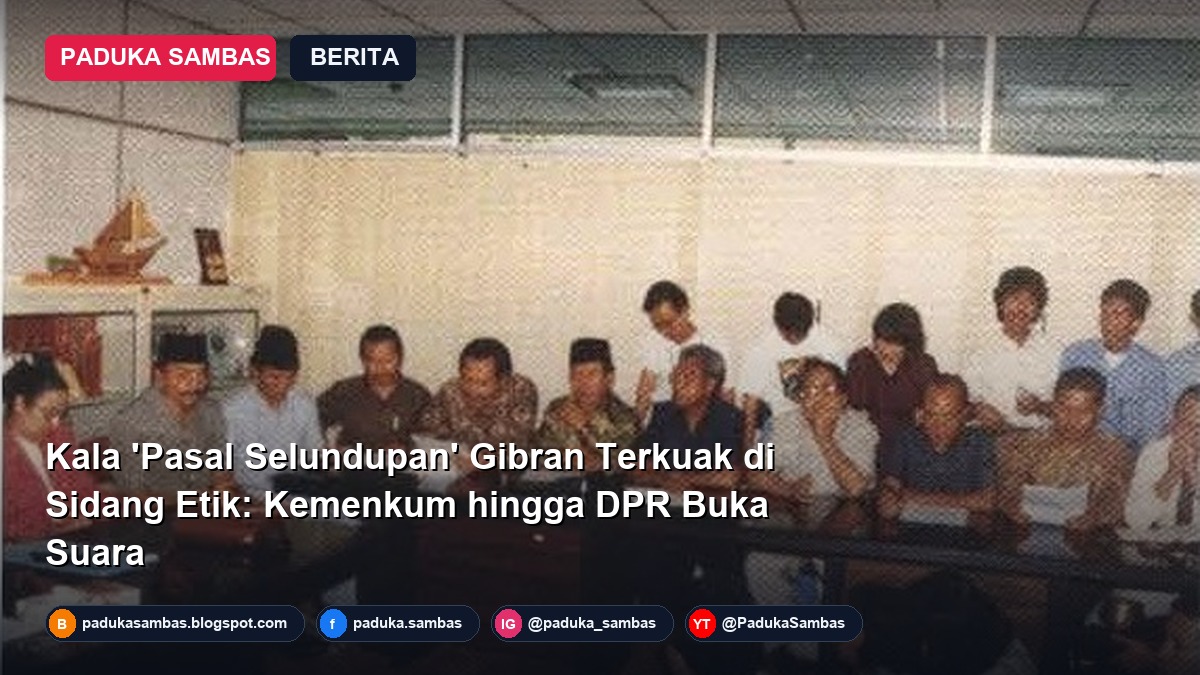 PADUKA SAMBAS
BERITA
Kala 'Pasal Selundupan' Gibran Terkuak di
Sidang Etik: Kemenkum hingga DPR Buka
Suara
B padukasambas.blogspot.com
f paduka.sambas
IG @paduka_sambas
YT @PadukaSambas